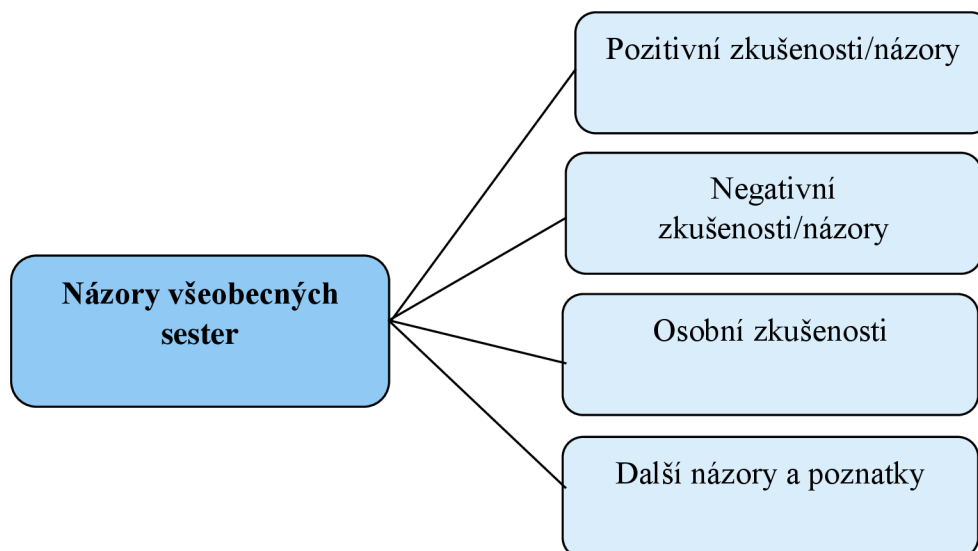 Pozitivní zkušenosti/názory
Negativní
zkušenosti/názory
Názory všeobecných
sester
Osobní zkušenosti
Další názory a poznatky